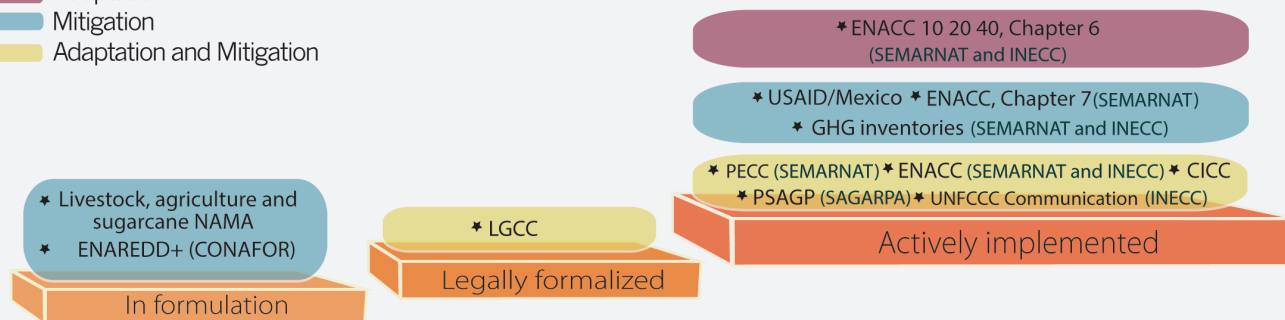 Mitigation
Adaptation and Mitigation
★ ENACC 10 20 40, Chapter 6
(SEMARNAT and INECC)
★ USAID/Mexico ★ ENACC, Chapter 7 (SEMARNAT)
★ GHG inventories (SEMARNAT and INECC)
★ PECC (SEMARNAT) ★ ENACC (SEMARNAT and INECC) ★ CICC
★ PSAGP (SAGARPA) ★ UNFCCC Communication (INECC)
Actively implemented
★ LGCC
Legally formalized
★ Livestock, agriculture and
sugarcane NAMA
★ ENAREDD+ (CONAFOR)
In formulation